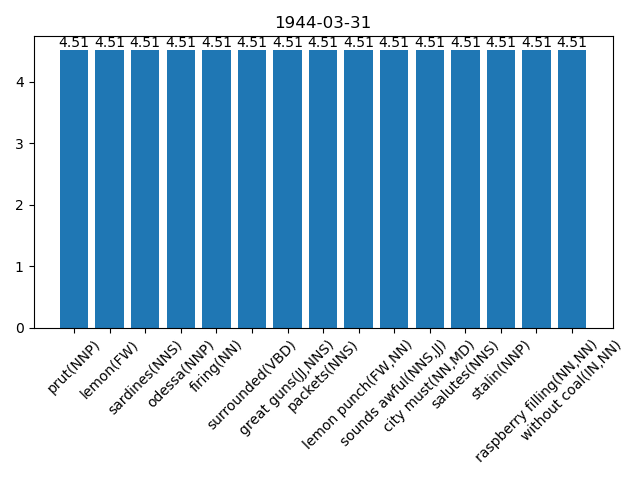 1944-03-31
4.51 4.51 4.51 4.51 4.51 4.51 4.51 4.51 4.51 4.51 4.51 4.51 4.51 4.51 4.51
4
3
2
1
0
prut(NNP)
lemon(FW)
sardines(NNS)
odessa(NNP)
firing(NN)
surrounded(VBD)
great guns(JJ,NNS)
packets(NNS)
lemon punch(FW,NN)
sounds awful(NNS,JJ)
city must(NN,MD)
salutes(NNS)
stalin(NNP)
raspberry filling(NN,NN)
without coal(IN,NN)